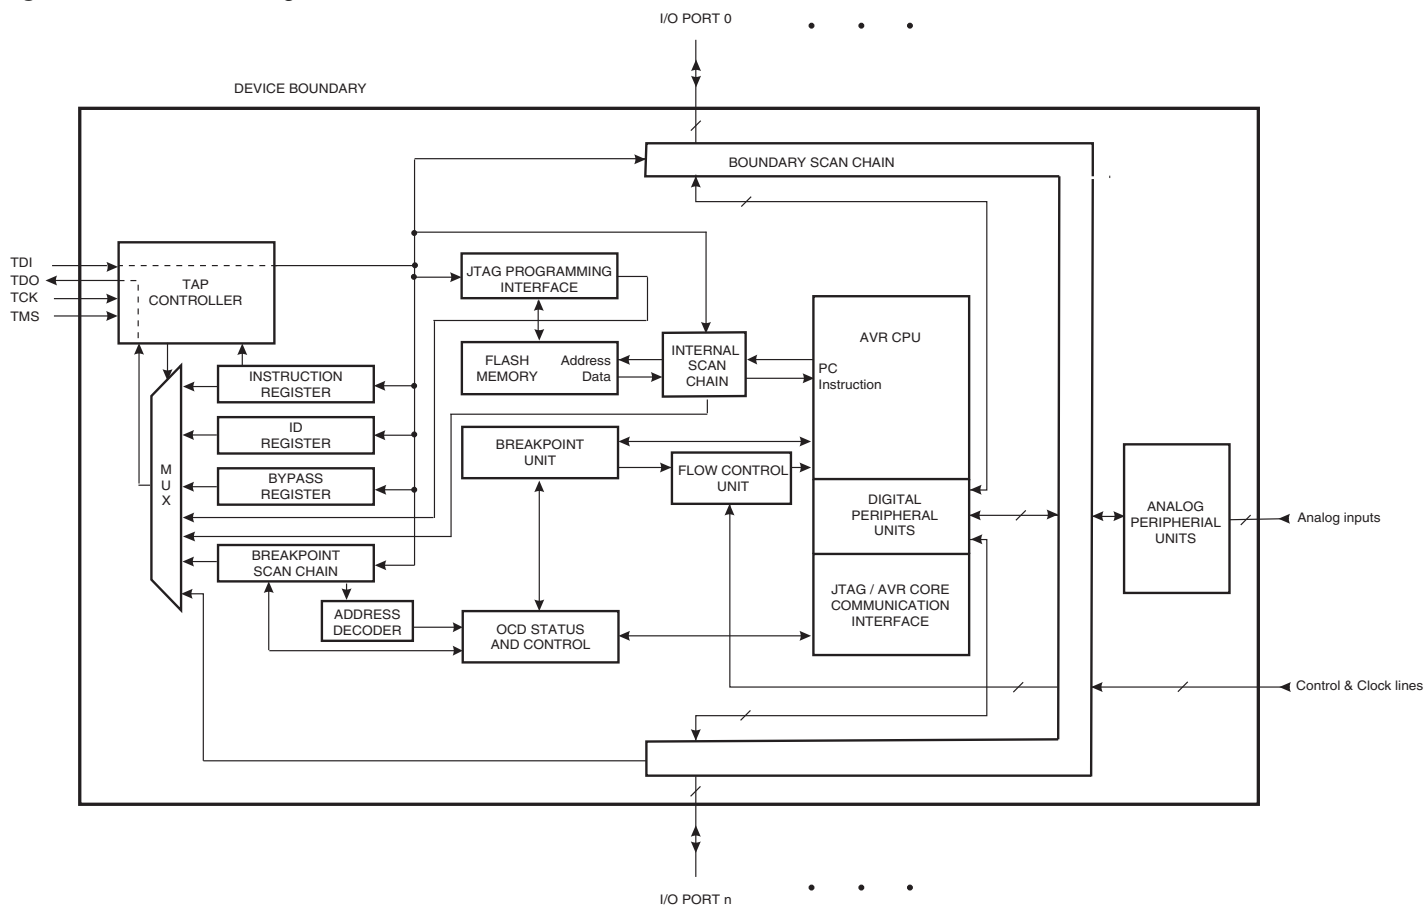 I/O PORT 0
DEVICE BOUNDARY
BOUNDARY SCAN CHAIN
TDI
TDO
TCK
TMS
TAP
CONTROLLER
JTAG PROGRAMMING
INTERFACE
FLASH
MEMORY
Address
Data
INTERNAL
SCAN
CHAIN
AVR CPU
PC
Instruction
INSTRUCTION
REGISTER
ID
REGISTER
BYPASS
REGISTER
M
U
X
BREAKPOINT
UNIT
FLOW CONTROL
UNIT
DIGITAL
PERIPHERAL
UNITS
ANALOG
PERIPHERIAL
UNITS
Analog inputs
BREAKPOINT
SCAN CHAIN
ADDRESS
DECODER
OCD STATUS
AND CONTROL
JTAG / AVR CORE
COMMUNICATION
INTERFACE
Control & Clock lines
I/O PORT n